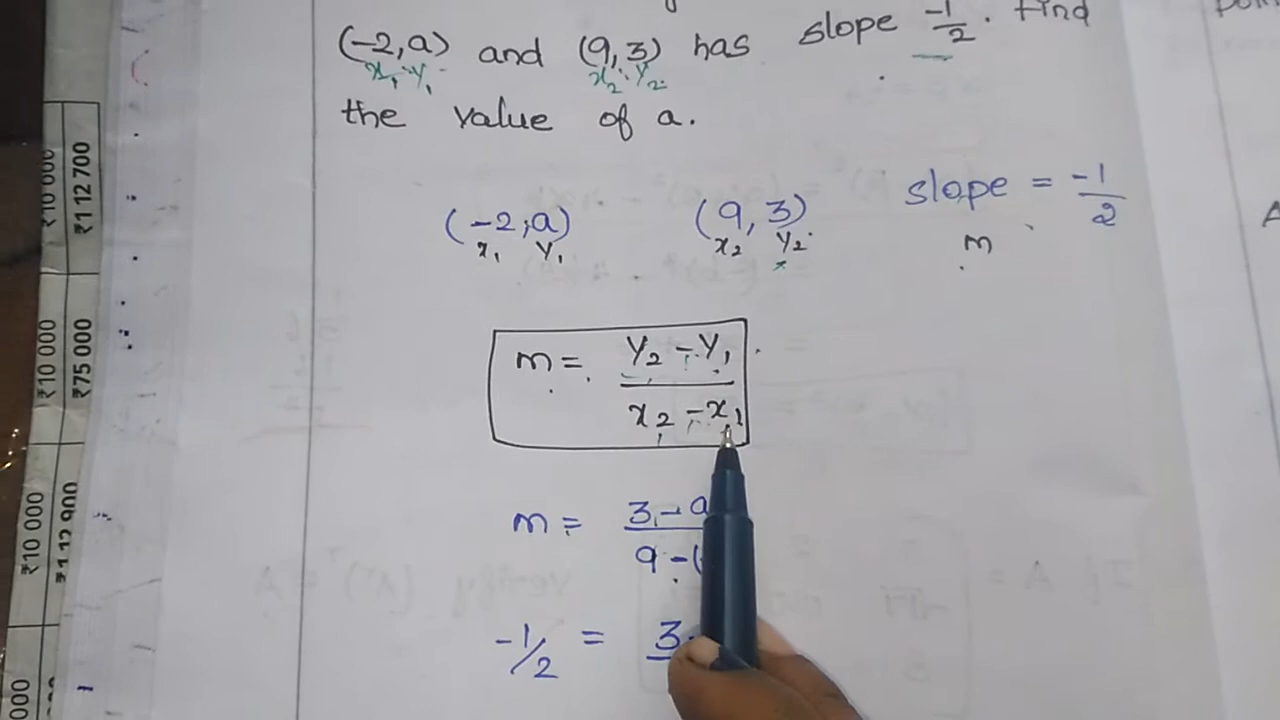 (-2,a) and (9,3) has slope -1/2. Find
x₁ y₁ x₂ y₂
the value of a.
(-2,a) (9,3) slope = -1/2
x₁ y₁ x₂ y₂ m
m = y₂ - y₁
x₂ - x₁
m = 3 - a
9 - (
-1/2 = 3
₹10 000
₹1 12 700
₹10 000
₹75 000
₹10 000
000